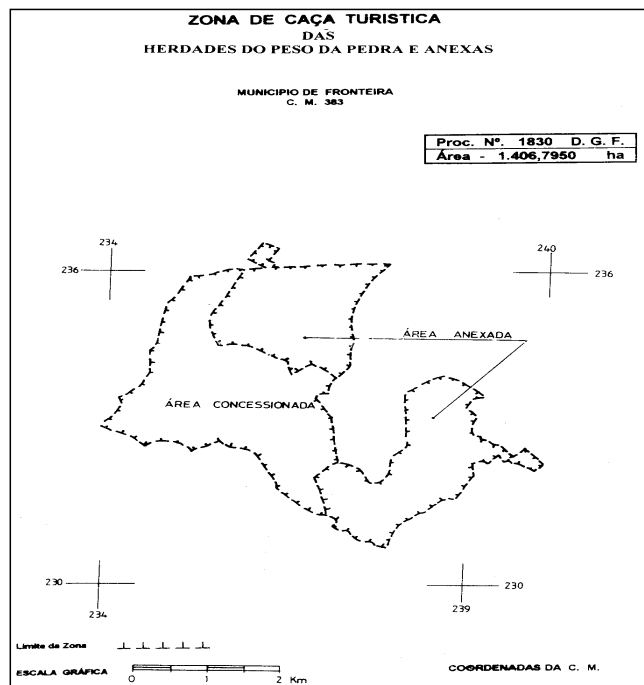 ZONA DE CAÇA TURISTICA
DAS
HERDADES DO PESO DA PEDRA E ANEXAS
MUNICIPIO DE FRONTEIRA
C. M. 383
Proc. Nº. 1830 D. G. F.
Área - 1.406,7950 ha
234
236
240
236
ÁREA ANEXADA
ÁREA CONCESSIONADA
230
234
230
239
Limite da Zona
ESCALA GRÁFICA 0 1 2 Km
COORDENADAS DA C. M.